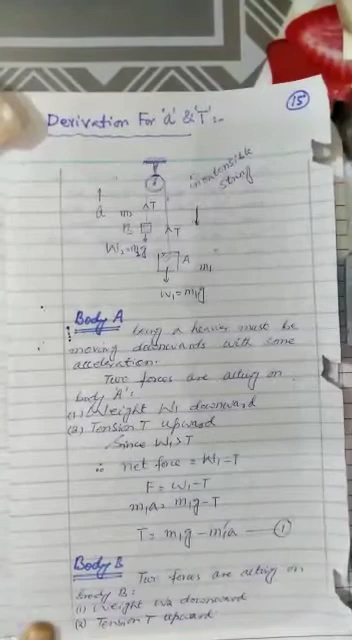 15
Derivation For 'a' & 'T':-
inextensible
string
a
T
m
B
T
W₂=m₂g
A
m₁
W₁=m₁g
Body A
being a heavier must be
moving downwards with some
acceleration.
Two forces are acting on
body 'A':
(1) Weight W₁ downward
(2) Tension T upward
Since W₁>T
∴ net force = W₁-T
F = W₁-T
m₁a = m₁g-T
T = m₁g - m₁a — 1
Body B
Two forces are acting on
body B:
(1) Weight W₂ downward
(2) Tension T upward